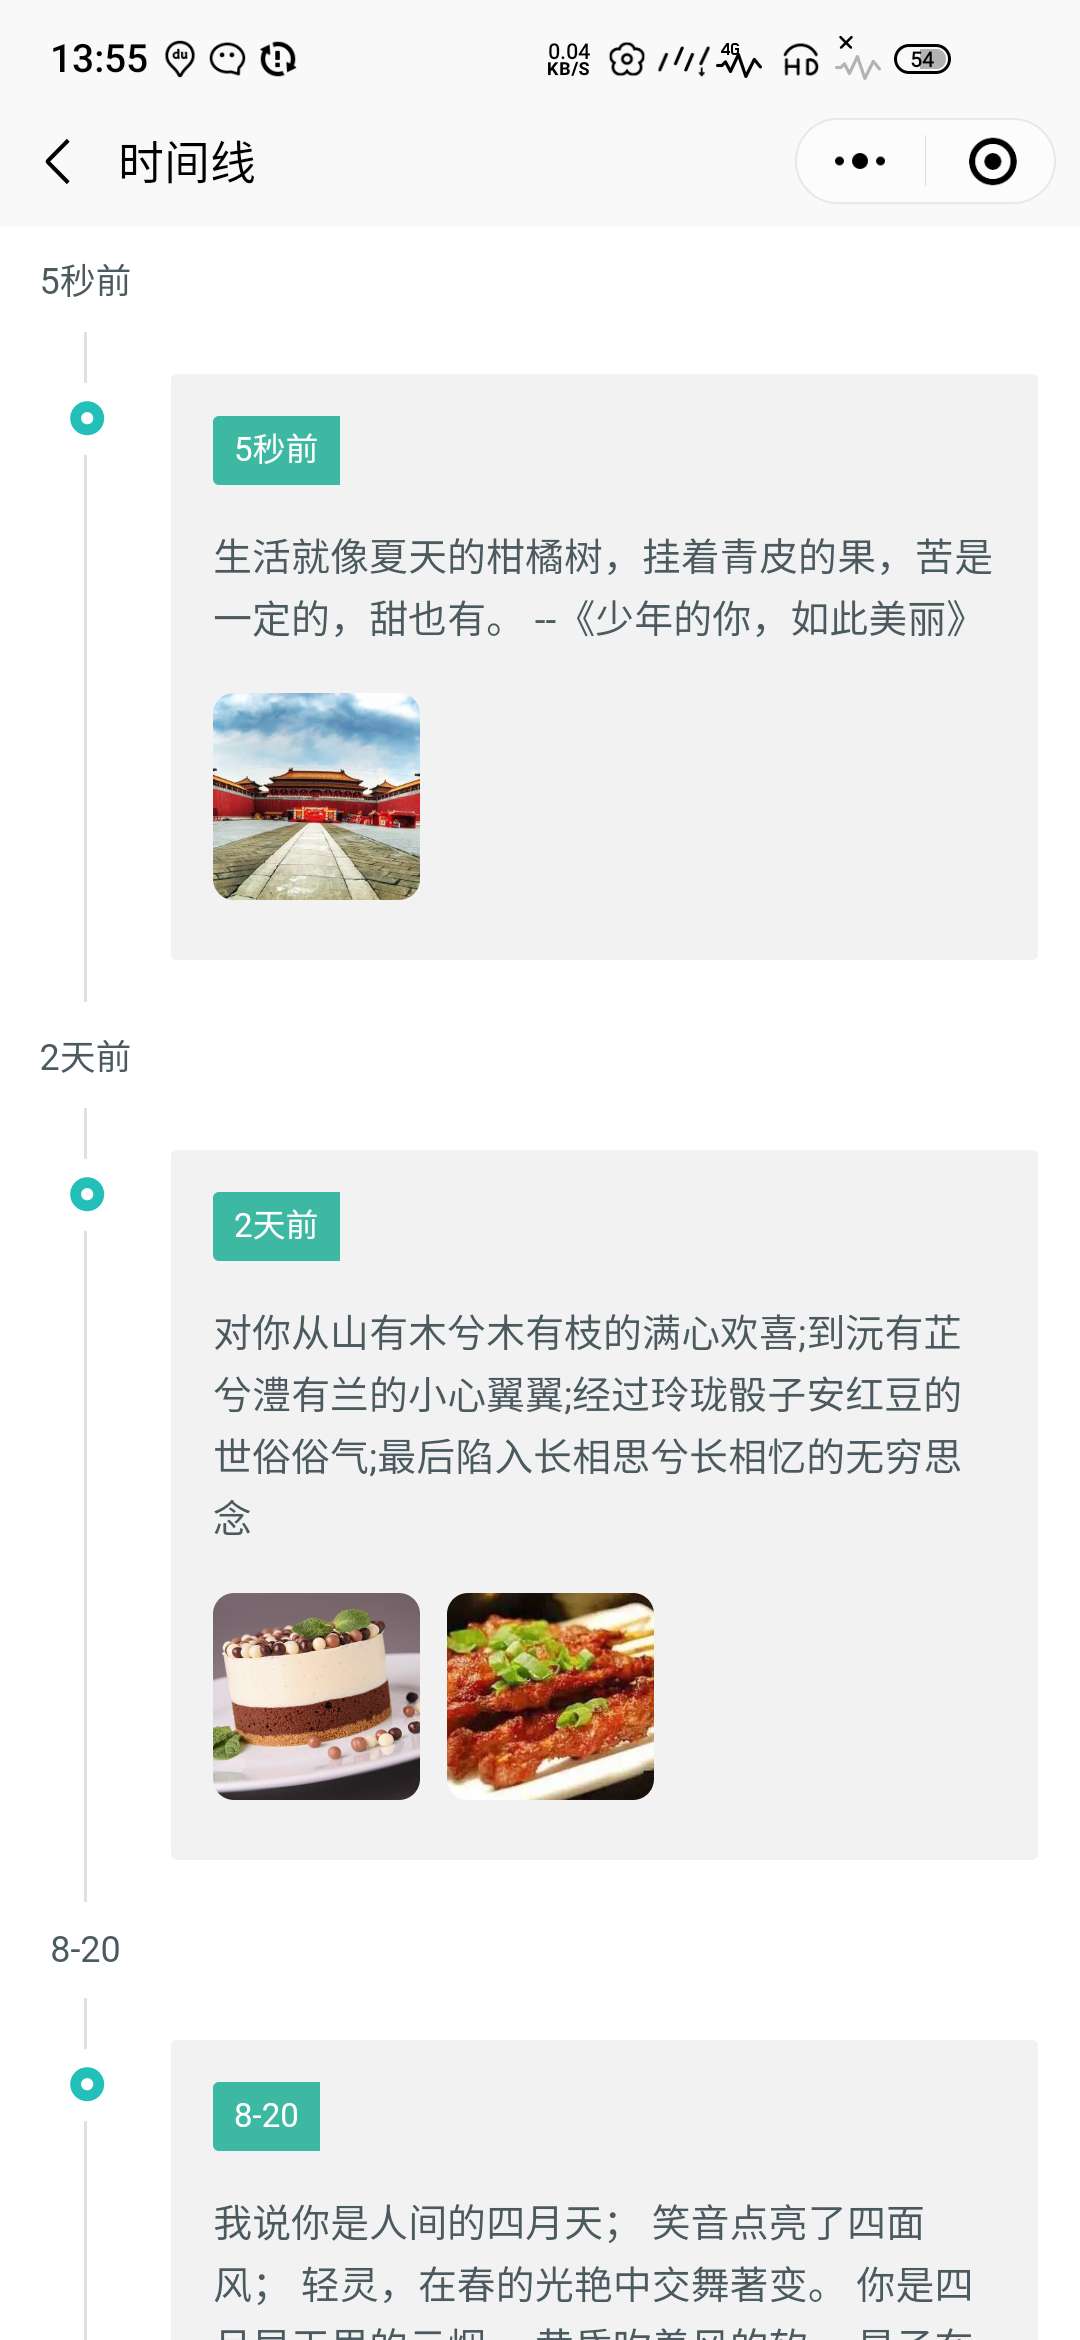 13:55
du
0.04
KB/S
4G
HD
54
时间线
5秒前
5秒前
生活就像夏天的柑橘树，挂着青皮的果，苦是
一定的，甜也有。 --《少年的你，如此美丽》
2天前
2天前
对你从山有木兮木有枝的满心欢喜;到沅有芷
兮澧有兰的小心翼翼;经过玲珑骰子安红豆的
世俗俗气;最后陷入长相思兮长相忆的无穷思
念
8-20
8-20
我说你是人间的四月天； 笑音点亮了四面
风； 轻灵，在春的光艳中交舞著变。 你是四